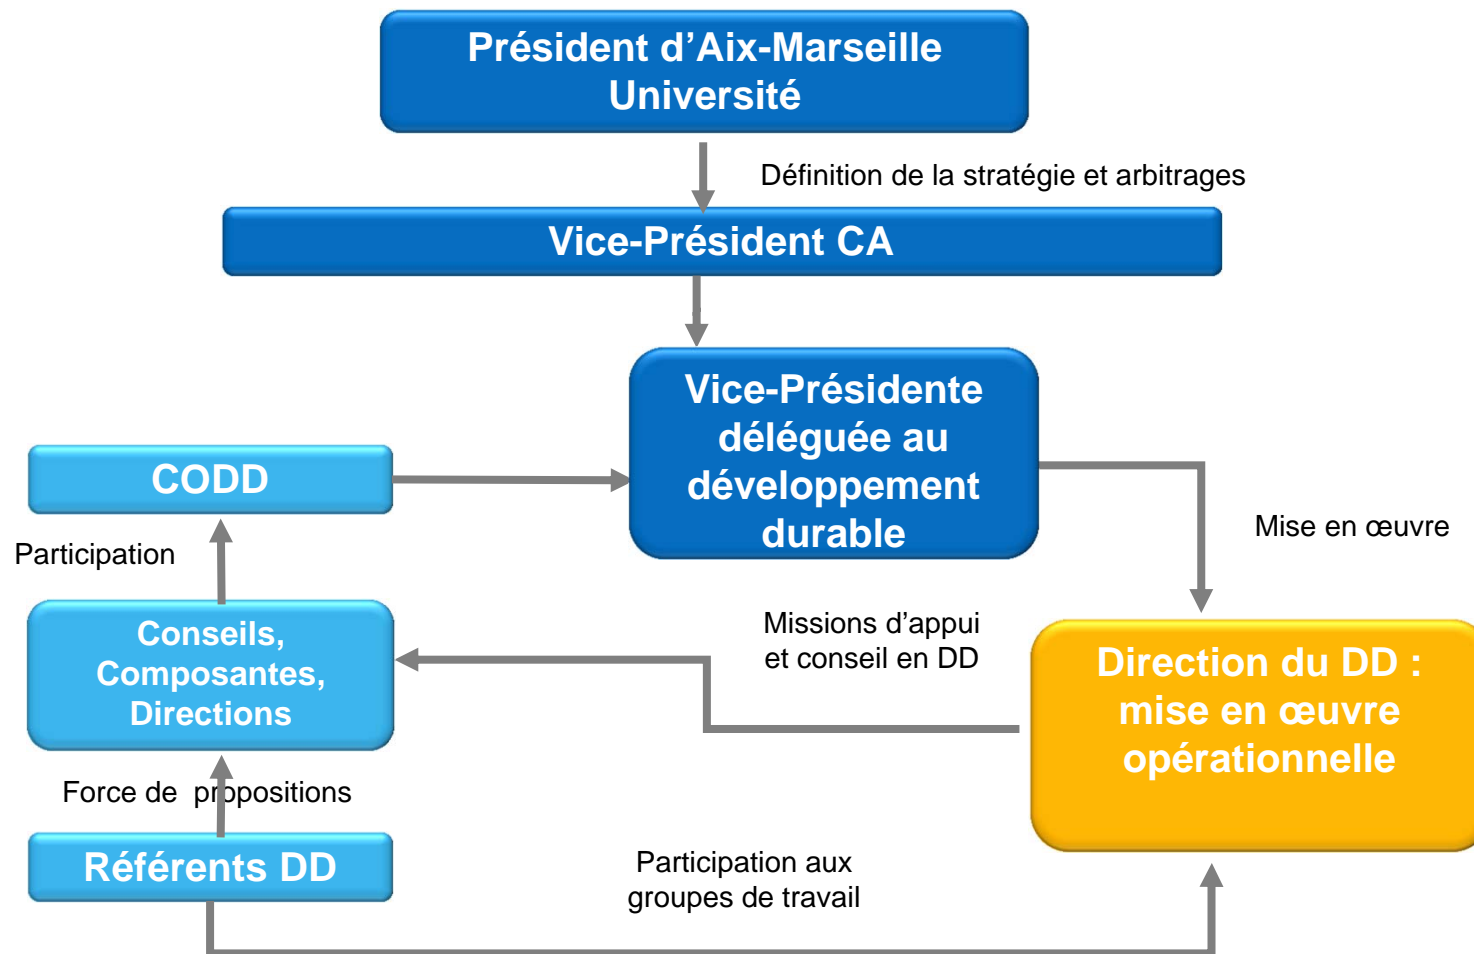 Président d’Aix-Marseille
Université
Définition de la stratégie et arbitrages
Vice-Président CA
Vice-Présidente
déléguée au
développement
durable
CODD
Participation
Mise en œuvre
Conseils,
Composantes,
Directions
Missions d’appui
et conseil en DD
Direction du DD :
mise en œuvre
opérationnelle
Force de propositions
Référents DD
Participation aux
groupes de travail